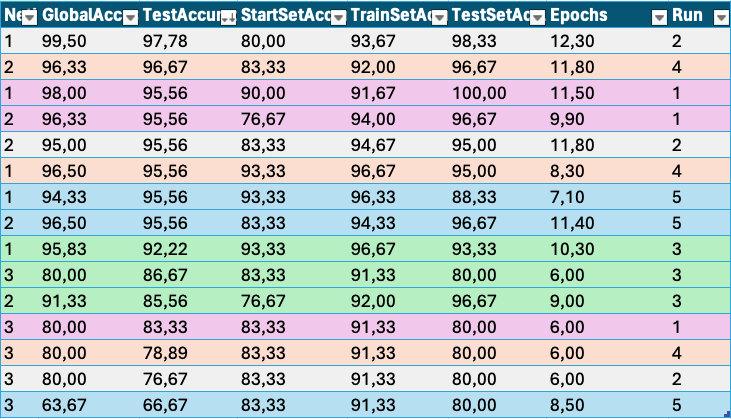 Ne GlobalAcc TestAccur StartSetAcc TrainSetAc TestSetAc Epochs Run
1 99,50 97,78 80,00 93,67 98,33 12,30 2
2 96,33 96,67 83,33 92,00 96,67 11,80 4
1 98,00 95,56 90,00 91,67 100,00 11,50 1
2 96,33 95,56 76,67 94,00 96,67 9,90 1
2 95,00 95,56 83,33 94,67 95,00 11,80 2
1 96,50 95,56 93,33 96,67 95,00 8,30 4
1 94,33 95,56 93,33 96,33 88,33 7,10 5
2 96,50 95,56 83,33 94,33 96,67 11,40 5
1 95,83 92,22 93,33 96,67 93,33 10,30 3
3 80,00 86,67 83,33 91,33 80,00 6,00 3
2 91,33 85,56 76,67 92,00 96,67 9,00 3
3 80,00 83,33 83,33 91,33 80,00 6,00 1
3 80,00 78,89 83,33 91,33 80,00 6,00 4
3 80,00 76,67 83,33 91,33 80,00 6,00 2
3 63,67 66,67 83,33 91,33 80,00 8,50 5